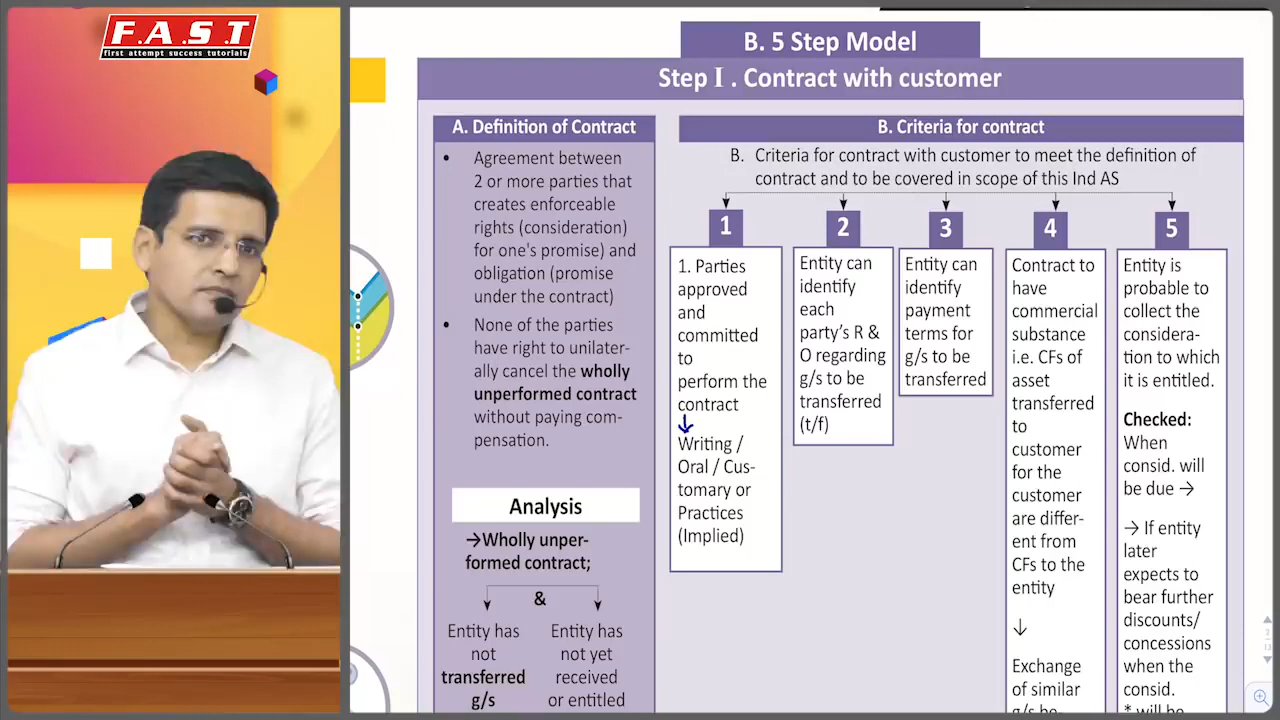 F.A.S.T
first attempt success tutorials
B. 5 Step Model
Step I . Contract with customer
A. Definition of Contract
• Agreement between
2 or more parties that
creates enforceable
rights (consideration)
for one's promise) and
obligation (promise
under the contract)
• None of the parties
have right to unilater-
ally cancel the wholly
unperformed contract
without paying com-
pensation.
Analysis
→Wholly unper-
formed contract;
&
Entity has
not
transferred
g/s
Entity has
not yet
received
or entitled
B. Criteria for contract
B. Criteria for contract with customer to meet the definition of
contract and to be covered in scope of this Ind AS
1
1. Parties
approved
and
committed
to
perform the
contract
↓
Writing /
Oral / Cus-
tomary or
Practices
(Implied)
2
Entity can
identify
each
party's R &
O regarding
g/s to be
transferred
(t/f)
3
Entity can
identify
payment
terms for
g/s to be
transferred
4
Contract to
have
commercial
substance
i.e. CFs of
asset
transferred
to
customer
for the
customer
are differ-
ent from
CFs to the
entity
↓
Exchange
of similar
g/s be
5
Entity is
probable to
collect the
considera-
tion to which
it is entitled.
Checked:
When
consid. will
be due →
→ If entity
later
expects to
bear further
discounts/
concessions
when the
consid.
* will be